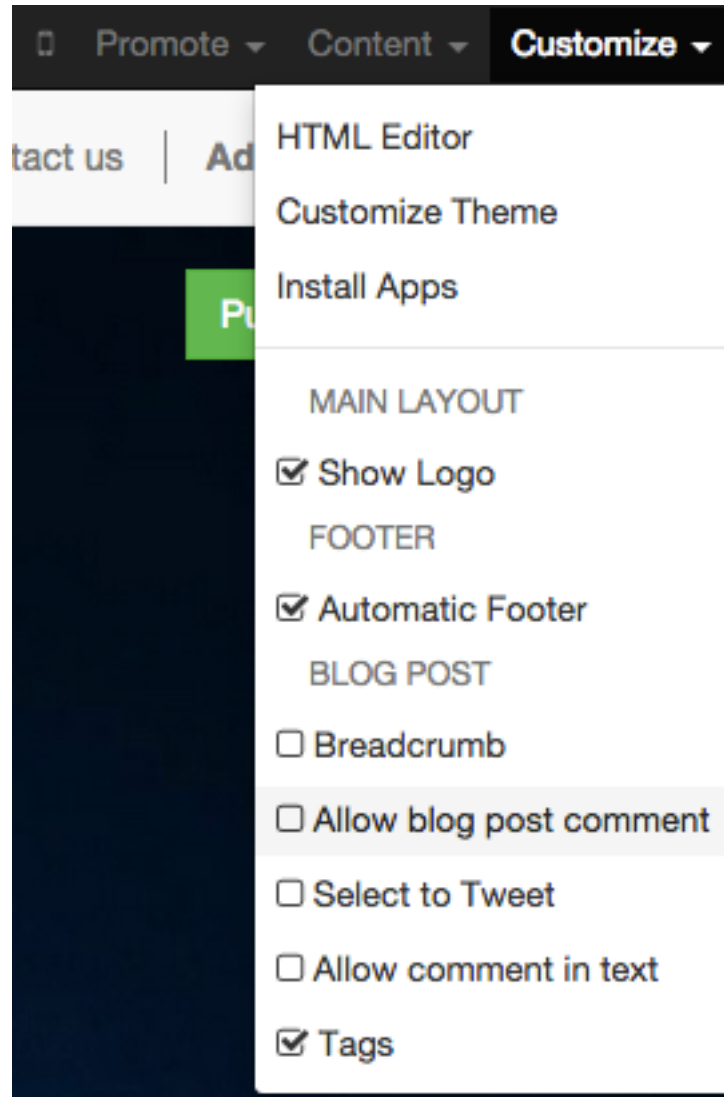 Promote Content Customize
tact us Ad
HTML Editor
Customize Theme
Install Apps
Pu
MAIN LAYOUT
Show Logo
FOOTER
Automatic Footer
BLOG POST
Breadcrumb
Allow blog post comment
Select to Tweet
Allow comment in text
Tags